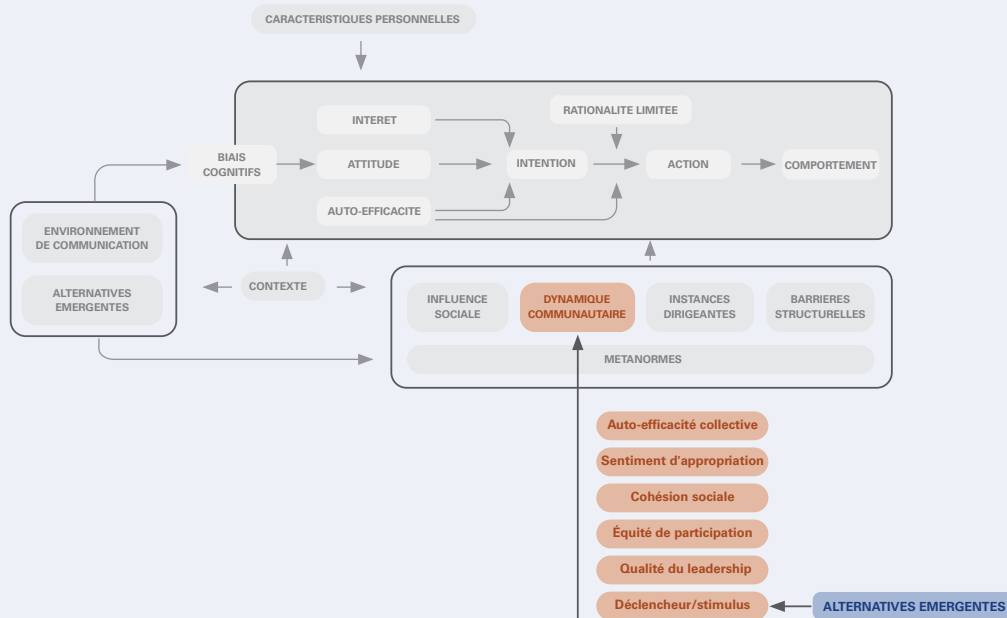 CARACTERISTIQUES PERSONNELLES
INTERET
RATIONALITE LIMITEE
BIAIS
COGNITIFS
ATTITUDE
INTENTION
ACTION
COMPORTEMENT
AUTO-EFFICACITE
ENVIRONNEMENT
DE COMMUNICATION
ALTERNATIVES
EMERGENTES
CONTEXTE
INFLUENCE
SOCIALE
DYNAMIQUE
COMMUNAUTAIRE
INSTANCES
DIRIGEANTES
BARRIERES
STRUCTURELLES
METANORMES
Auto-efficacité collective
Sentiment d'appropriation
Cohésion sociale
Équité de participation
Qualité du leadership
Déclencheur/stimulus
ALTERNATIVES EMERGENTES